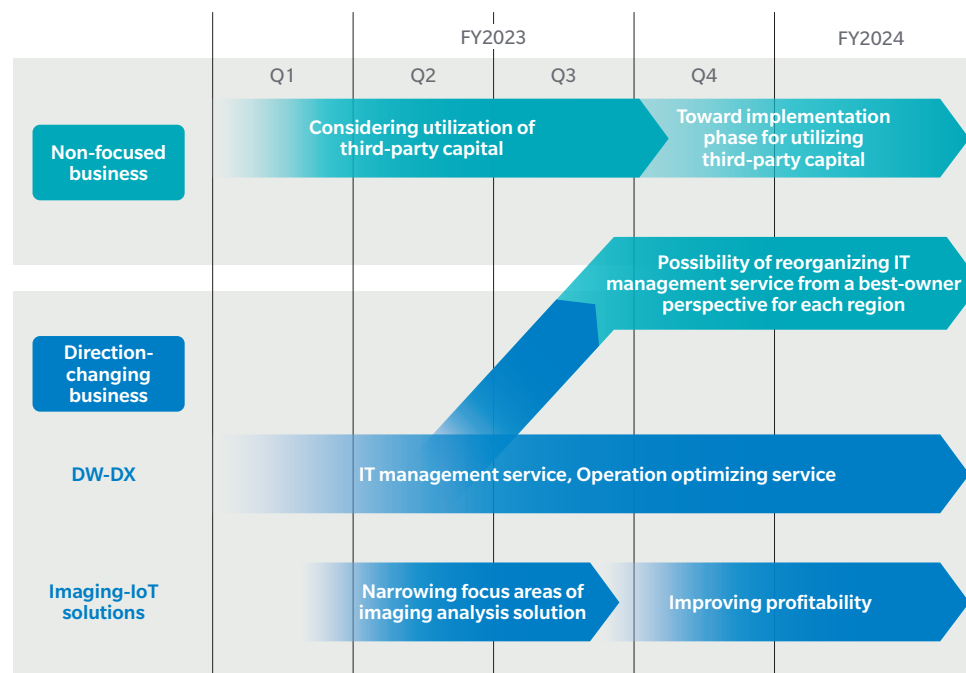 FY2023
FY2024
Q1
Q2
Q3
Q4
Non-focused
business
Considering utilization of
third-party capital
Toward implementation
phase for utilizing
third-party capital
Possibility of reorganizing IT
management service from a best-owner
perspective for each region
Direction-
changing
business
DW-DX
IT management service, Operation optimizing service
Imaging-IoT
solutions
Narrowing focus areas of
imaging analysis solution
Improving profitability